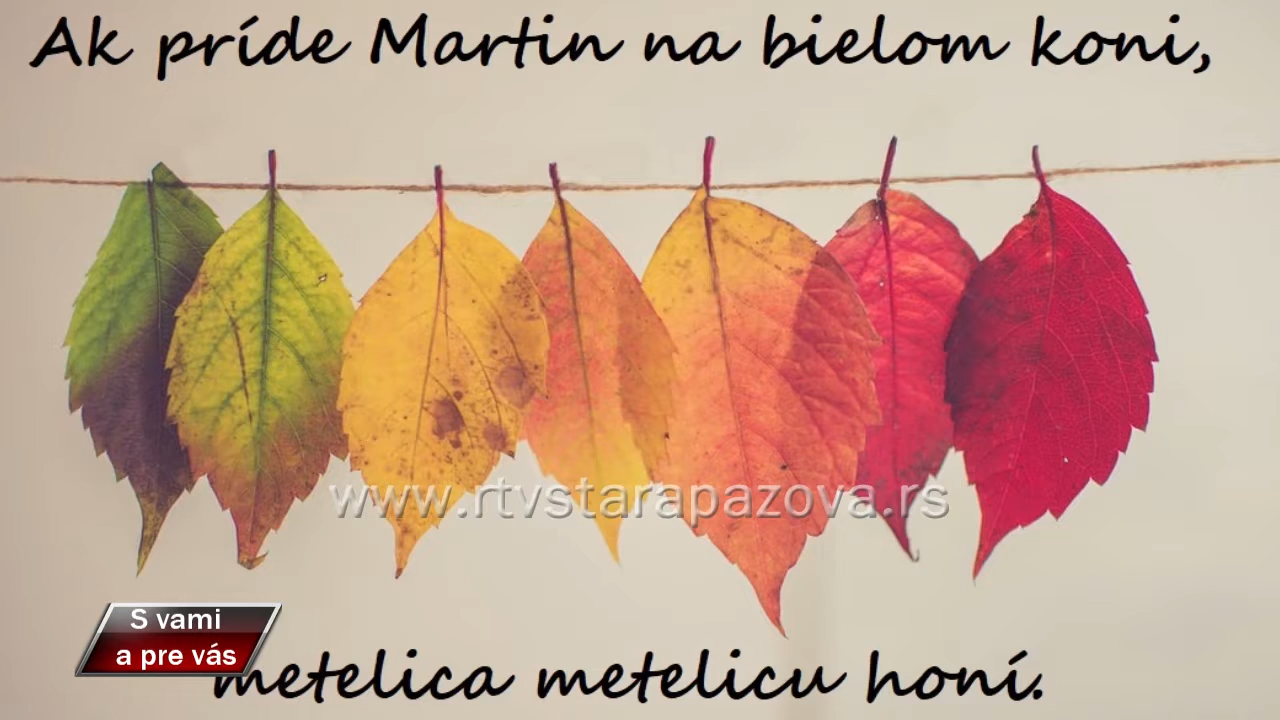 Ak príde Martin na bielom koni,
www.rtvstarapazova.rs
S vami
a pre vás
metelica metelicu honí.